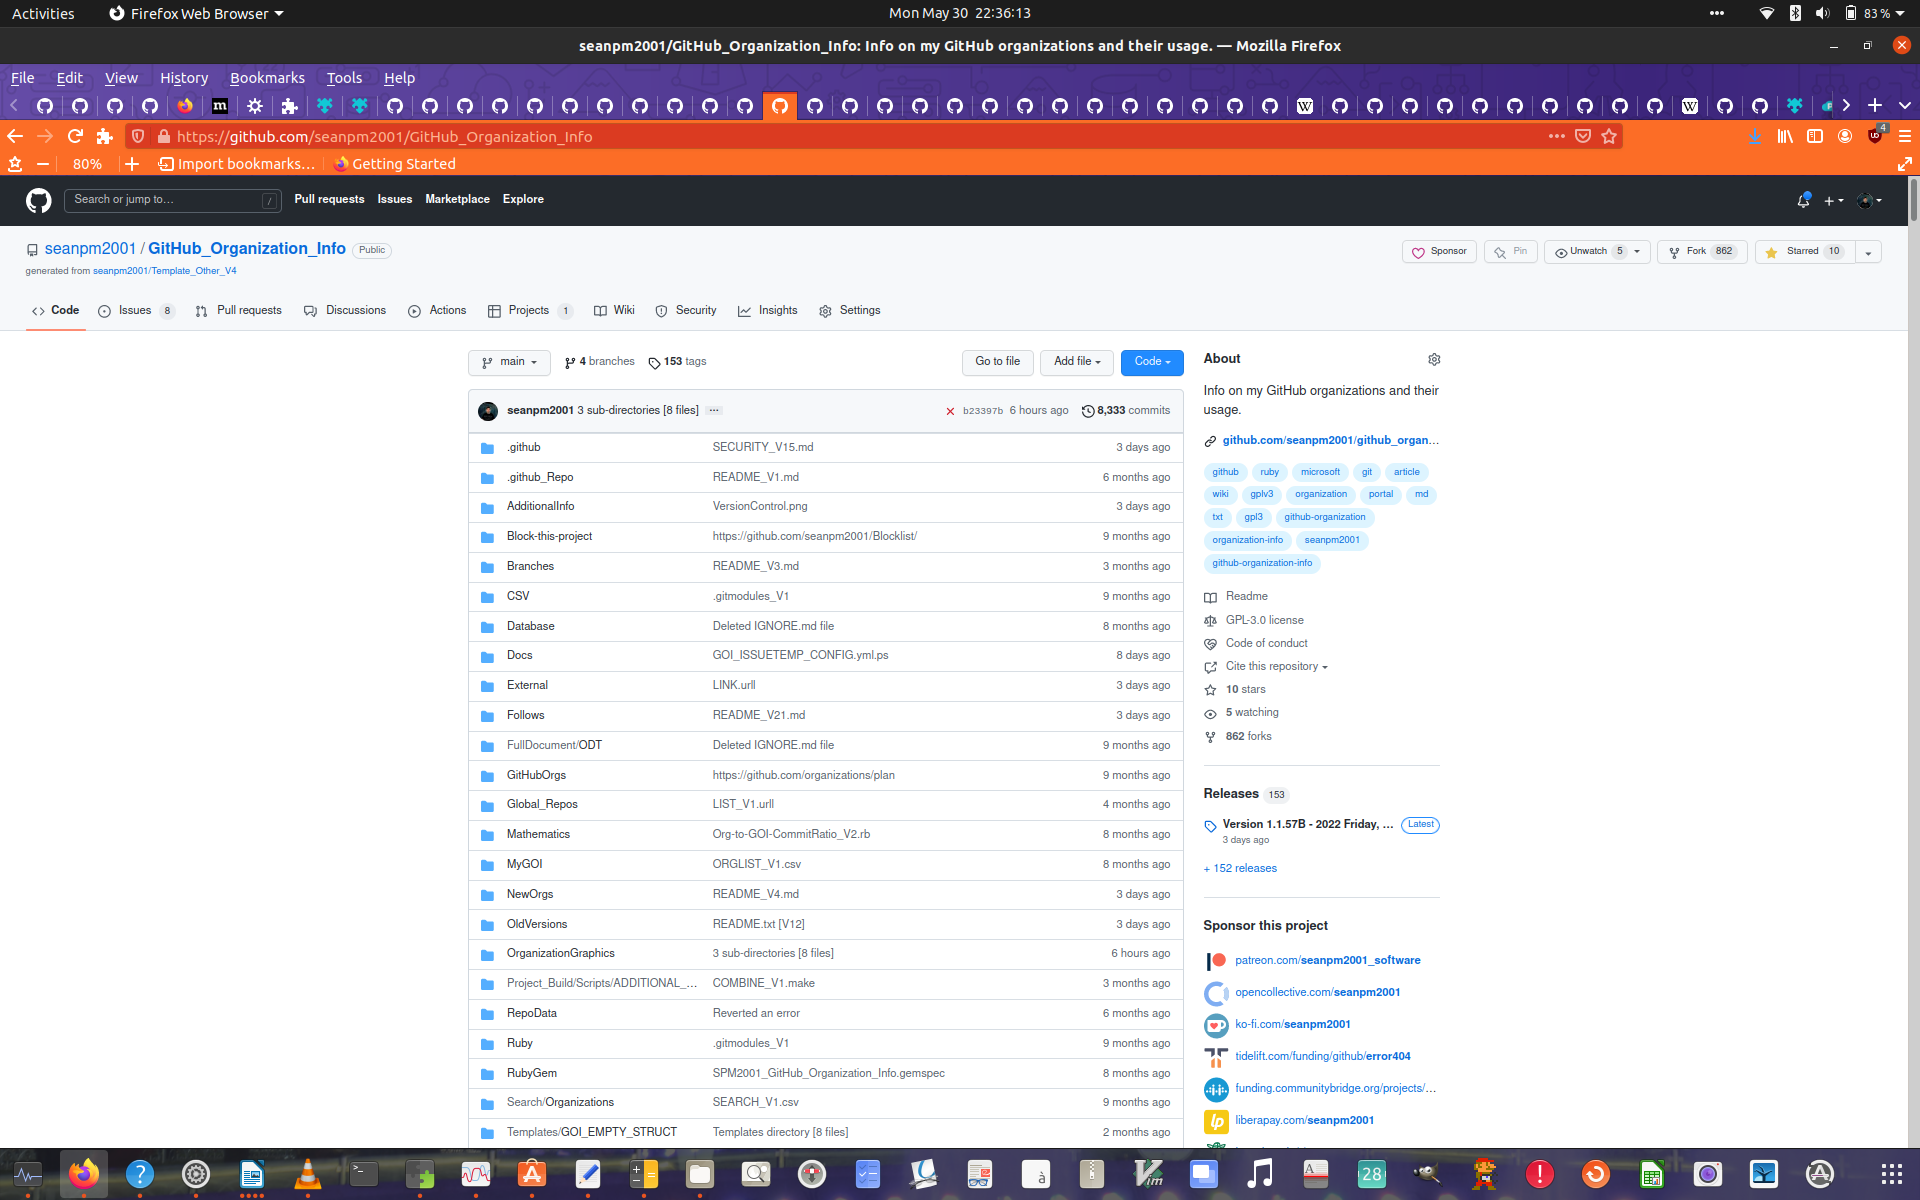 Activities Firefox Web Browser Mon May 30 22:36:13 83 %
seanpm2001/GitHub_Organization_Info: Info on my GitHub organizations and their usage. — Mozilla Firefox
File Edit View History Bookmarks Tools Help
https://github.com/seanpm2001/GitHub_Organization_Info 4
80% Import bookmarks... Getting Started
Search or jump to... / Pull requests Issues Marketplace Explore
seanpm2001 / GitHub_Organization_Info Public Sponsor Pin Unwatch 5 Fork 862 Starred 10
generated from seanpm2001/Template_Other_V4
Code Issues 8 Pull requests Discussions Actions Projects 1 Wiki Security Insights Settings
main 4 branches 153 tags Go to file Add file Code
seanpm2001 3 sub-directories [8 files] ... b23397b 6 hours ago 8,333 commits
.github SECURITY_V15.md 3 days ago
.github_Repo README_V1.md 6 months ago
AdditionalInfo VersionControl.png 3 days ago
Block-this-project https://github.com/seanpm2001/Blocklist/ 9 months ago
Branches README_V3.md 3 months ago
CSV .gitmodules_V1 9 months ago
Database Deleted IGNORE.md file 8 months ago
Docs GOI_ISSUETEMP_CONFIG.yml.ps 8 days ago
External LINK.urll 3 days ago
Follows README_V21.md 3 days ago
FullDocument/ODT Deleted IGNORE.md file 9 months ago
GitHubOrgs https://github.com/organizations/plan 9 months ago
Global_Repos LIST_V1.urll 4 months ago
Mathematics Org-to-GOI-CommitRatio_V2.rb 8 months ago
MyGOI ORGLIST_V1.csv 8 months ago
NewOrgs README_V4.md 3 days ago
OldVersions README.txt [V12] 3 days ago
OrganizationGraphics 3 sub-directories [8 files] 6 hours ago
Project_Build/Scripts/ADDITIONAL_... COMBINE_V1.make 3 months ago
RepoData Reverted an error 6 months ago
Ruby .gitmodules_V1 9 months ago
RubyGem SPM2001_GitHub_Organization_Info.gemspec 8 months ago
Search/Organizations SEARCH_V1.csv 9 months ago
Templates/GOI_EMPTY_STRUCT Templates directory [8 files] 2 months ago
About
Info on my GitHub organizations and their
usage.
github.com/seanpm2001/github_organ...
github ruby microsoft git article
wiki gplv3 organization portal md
txt gpl3 github-organization
organization-info seanpm2001
github-organization-info
Readme
GPL-3.0 license
Code of conduct
Cite this repository
10 stars
5 watching
862 forks
Releases 153
Version 1.1.57B - 2022 Friday, ... Latest
3 days ago
+ 152 releases
Sponsor this project
patreon.com/seanpm2001_software
opencollective.com/seanpm2001
ko-fi.com/seanpm2001
tidelift.com/funding/github/error404
funding.communitybridge.org/projects/...
lp liberapay.com/seanpm2001
28